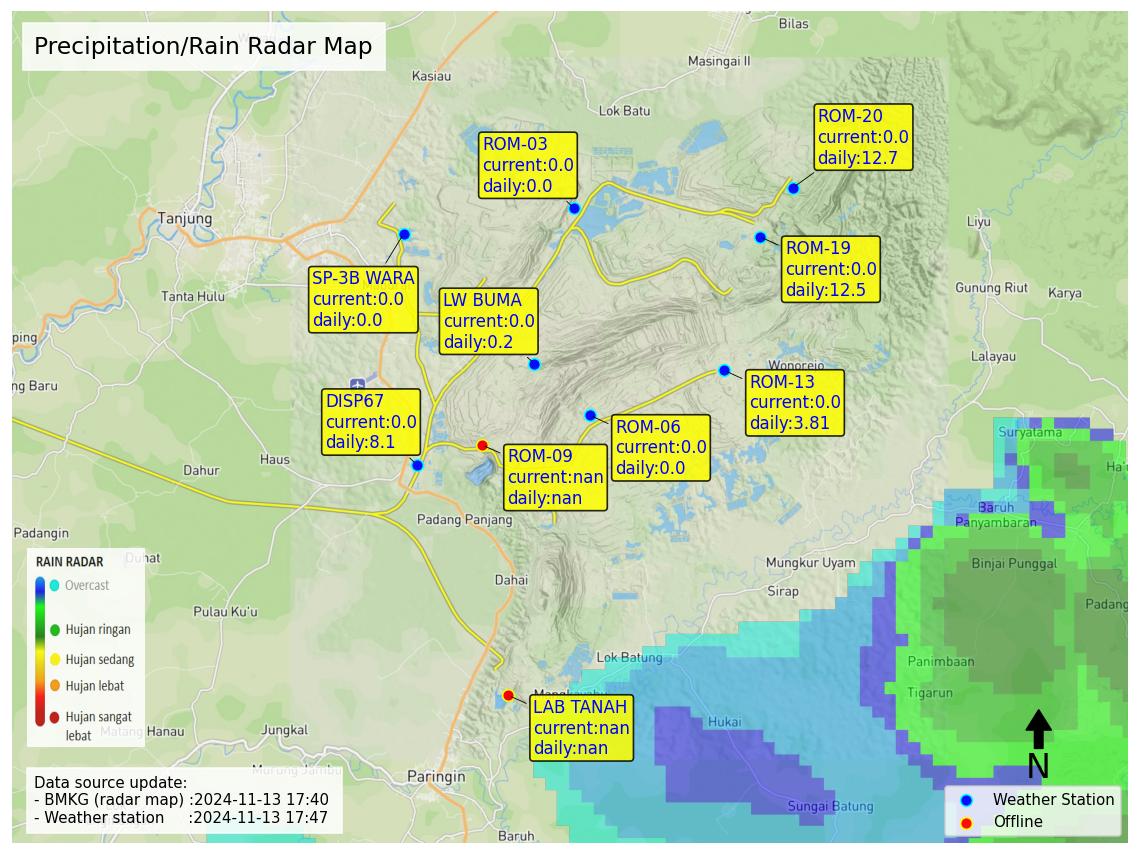 Precipitation/Rain Radar Map
Bilas
Masingai II
Kasiau
Lok Batu
ROM-20
current:0.0
daily:12.7
ROM-03
current:0.0
daily:0.0
Tanjung
Liyu
ROM-19
current:0.0
daily:12.5
SP-3B WARA
current:0.0
daily:0.0
Tanta Hulu
LW BUMA
current:0.0
daily:0.2
Gunung Riut
Karya
ping
Lalayau
Wonorejo
ng Baru
ROM-13
current:0.0
daily:3.81
DISP67
current:0.0
daily:8.1
ROM-06
current:0.0
daily:0.0
Suryatama
ROM-09
current:nan
daily:nan
Haus
Dahur
Ha'u
Baruh
Panyambaran
Padang Panjang
Padangin
Duhat
Mungkur Uyam
Binjai Punggal
RAIN RADAR
Overcast
Hujan ringan
Hujan sedang
Hujan lebat
Hujan sangat
lebat
Dahai
Sirap
Pulau Ku'u
Padang
Lok Batung
Panimbaan
Tigarun
LAB TANAH
current:nan
daily:nan
Hukai
Matang Hanau
Jungkal
Murung Jambu
Paringin
N
Sungai Batung
Baruh
Data source update:
- BMKG (radar map) :2024-11-13 17:40
- Weather station :2024-11-13 17:47
Weather Station
Offline